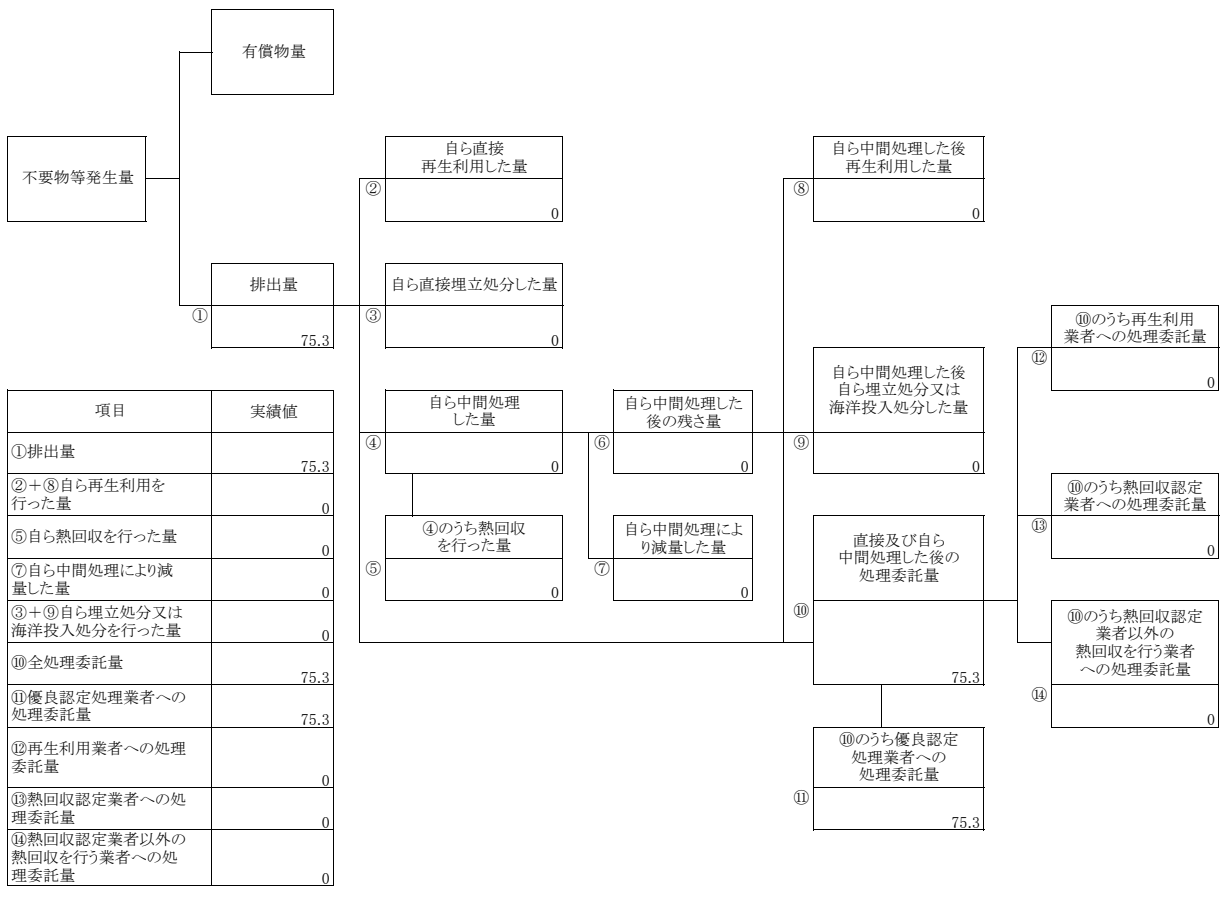 有償物量
不要物等発生量
自ら直接
再生利用した量
②
0
自ら中間処理した後
再生利用した量
⑧
0
排出量
①
75.3
自ら直接埋立処分した量
③
0
⑩のうち再生利用
業者への処理委託量
⑫
0
自ら中間処理した後
自ら埋立処分又は
海洋投入処分した量
⑨
0
自ら中間処理
した量
④
0
自ら中間処理した
後の残さ量
⑥
0
⑩のうち熱回収認定
業者への処理委託量
⑬
0
④のうち熱回収
を行った量
⑤
0
自ら中間処理によ
り減量した量
⑦
0
直接及び自ら
中間処理した後の
処理委託量
⑩
75.3
⑩のうち熱回収認定
業者以外の
熱回収を行う業者
への処理委託量
⑭
0
⑩のうち優良認定
処理業者への
処理委託量
⑪
75.3
項目 実績値
①排出量
75.3
②+⑧自ら再生利用を
行った量
0
⑤自ら熱回収を行った量
0
⑦自ら中間処理により減
量した量
0
③+⑨自ら埋立処分又は
海洋投入処分を行った量
0
⑩全処理委託量
75.3
⑪優良認定処理業者への
処理委託量
75.3
⑫再生利用業者への処理
委託量
0
⑬熱回収認定業者への処
理委託量
0
⑭熱回収認定業者以外の
熱回収を行う業者への処
理委託量
0